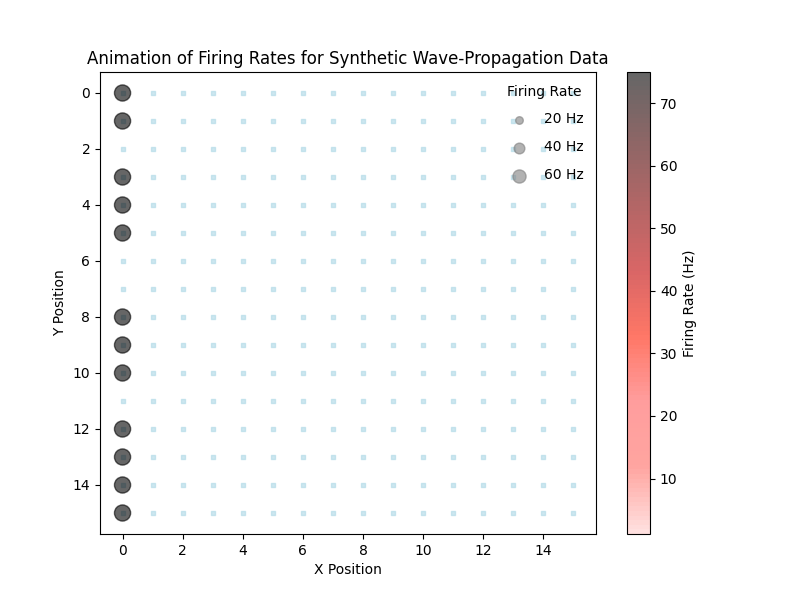 Animation of Firing Rates for Synthetic Wave-Propagation Data
Firing Rate
20 Hz
40 Hz
60 Hz
0
2
4
6
8
10
12
14
Y Position
0
2
4
6
8
10
12
14
X Position
70
60
50
40
30
20
10
Firing Rate (Hz)